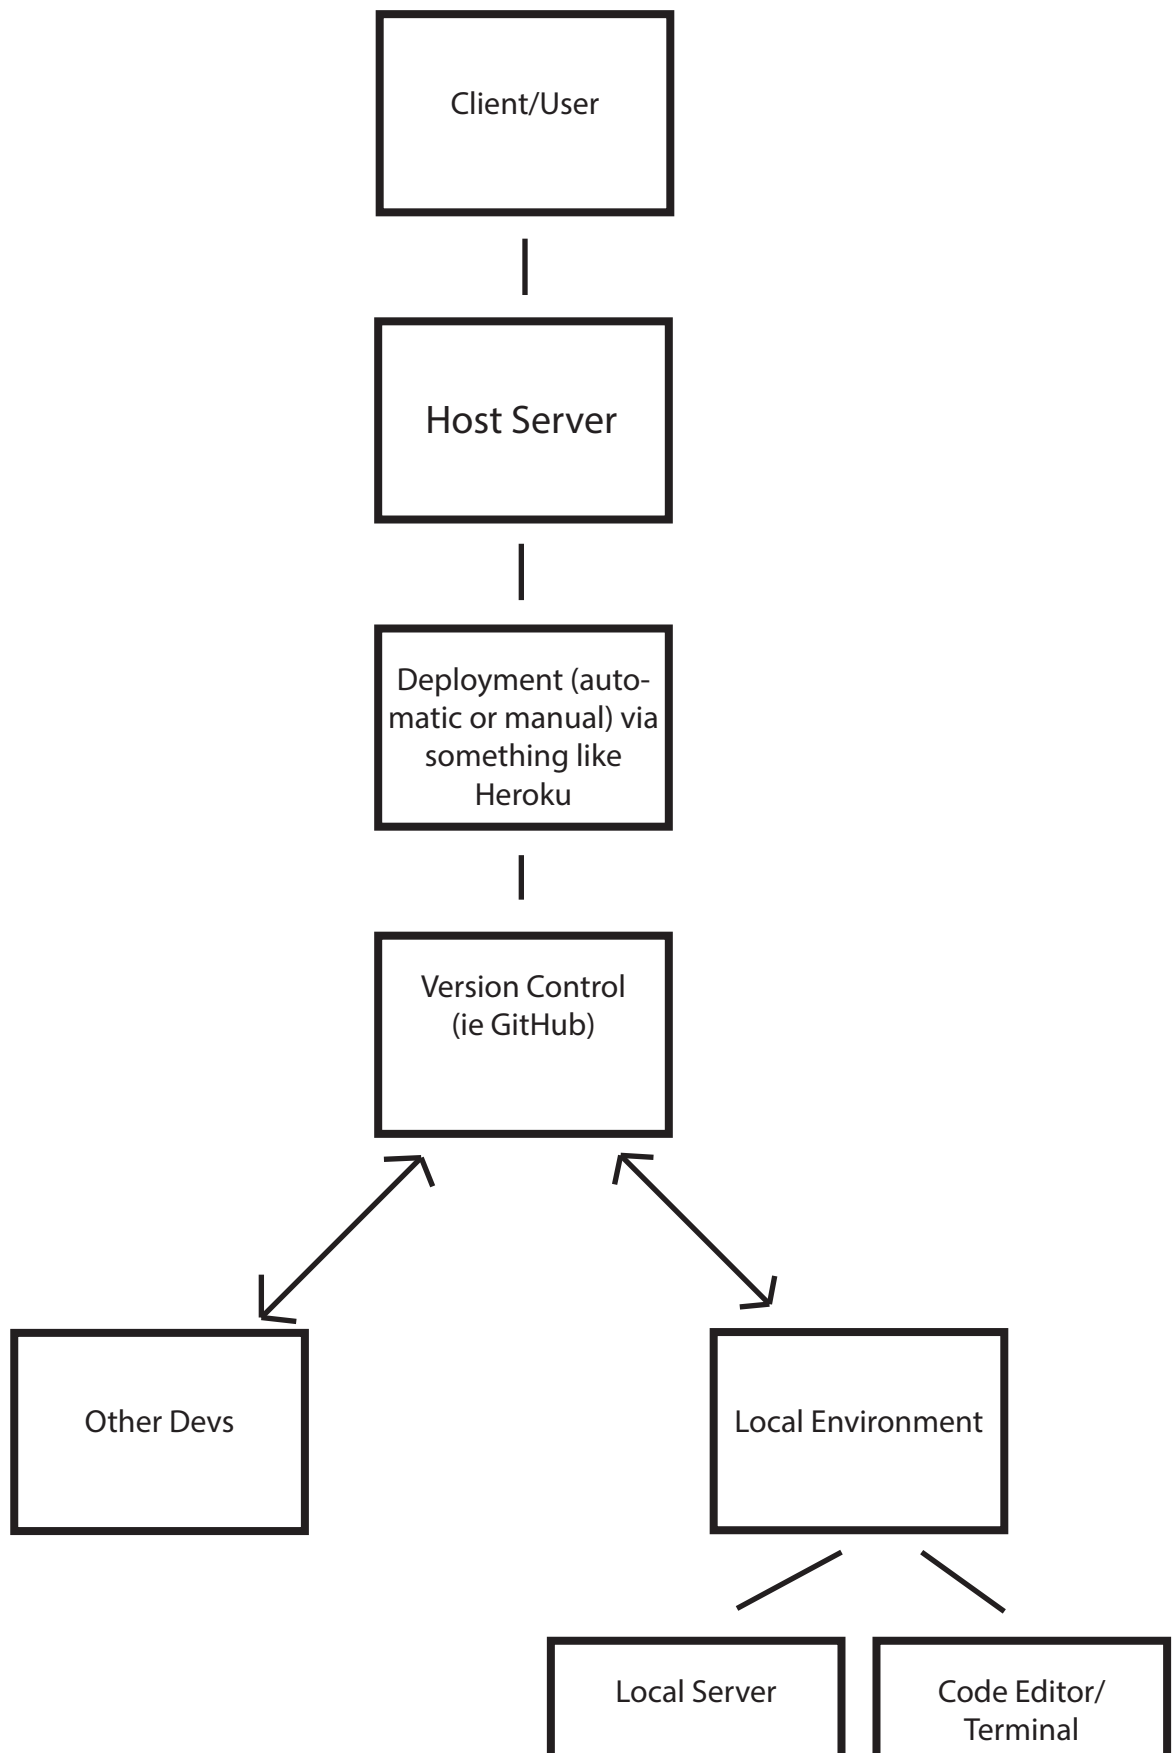 Client/User
Host Server
Deployment (auto-
matic or manual) via
something like
Heroku
Version Control
(ie GitHub)
Other Devs
Local Environment
Local Server
Code Editor/
Terminal